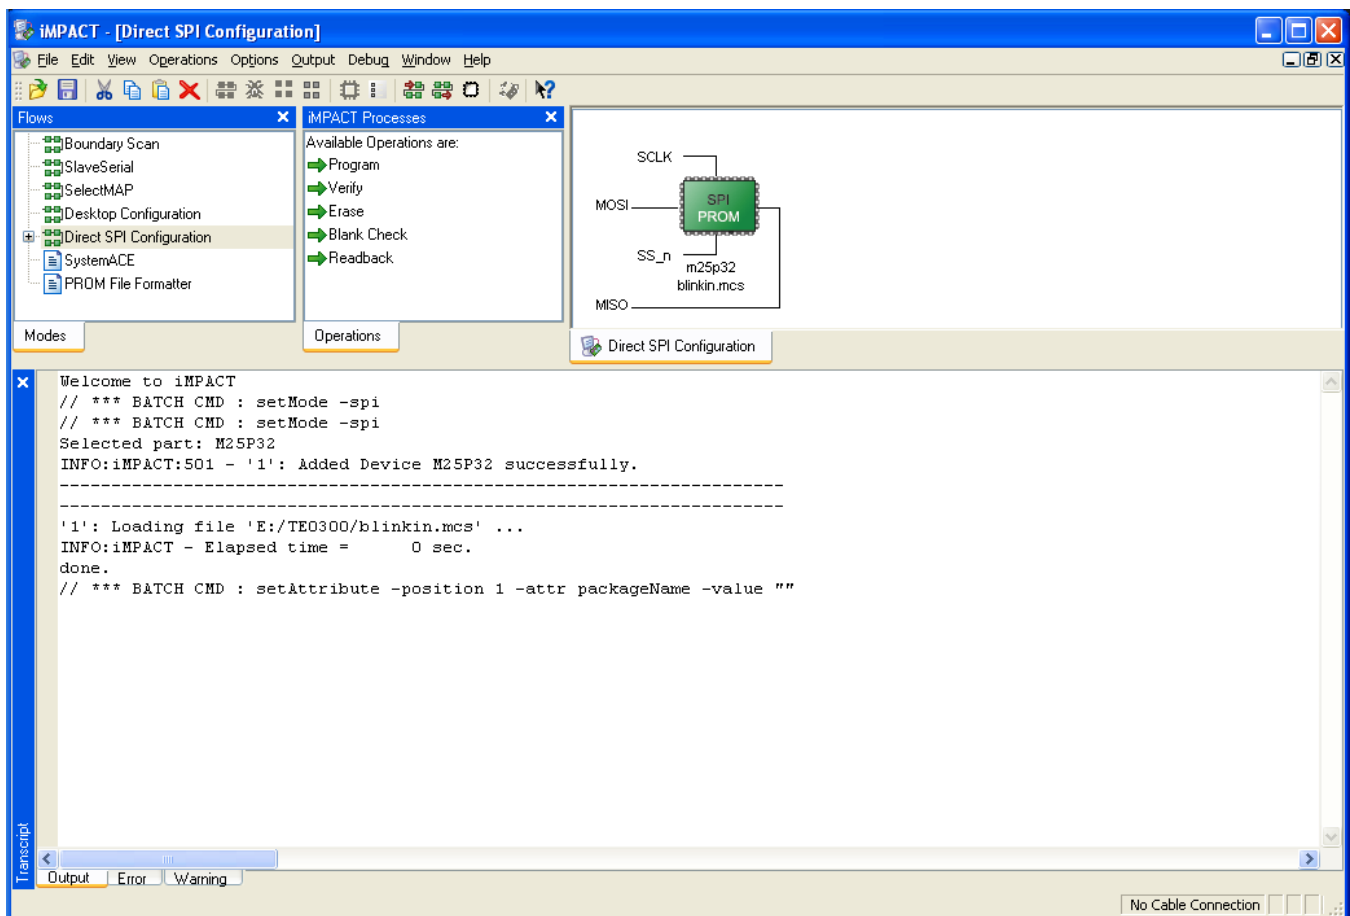 iMPACT - [Direct SPI Configuration]
File Edit View Operations Options Output Debug Window Help
Flows
Boundary Scan
SlaveSerial
SelectMAP
Desktop Configuration
Direct SPI Configuration
SystemACE
PROM File Formatter
Modes
iMPACT Processes
Available Operations are:
Program
Verify
Erase
Blank Check
Readback
Operations
SCLK
MOSI
SPI
PROM
SS_n
m25p32
blinkin.mcs
MISO
Direct SPI Configuration
Welcome to iMPACT
// *** BATCH CMD : setMode -spi
// *** BATCH CMD : setMode -spi
Selected part: M25P32
INFO:iMPACT:501 - '1': Added Device M25P32 successfully.
----------------------------------------------------------------------
----------------------------------------------------------------------
'1': Loading file 'E:/TE0300/blinkin.mcs' ...
INFO:iMPACT - Elapsed time =      0 sec.
done.
// *** BATCH CMD : setAttribute -position 1 -attr packageName -value ""
Transcript
Output Error Warning
No Cable Connection